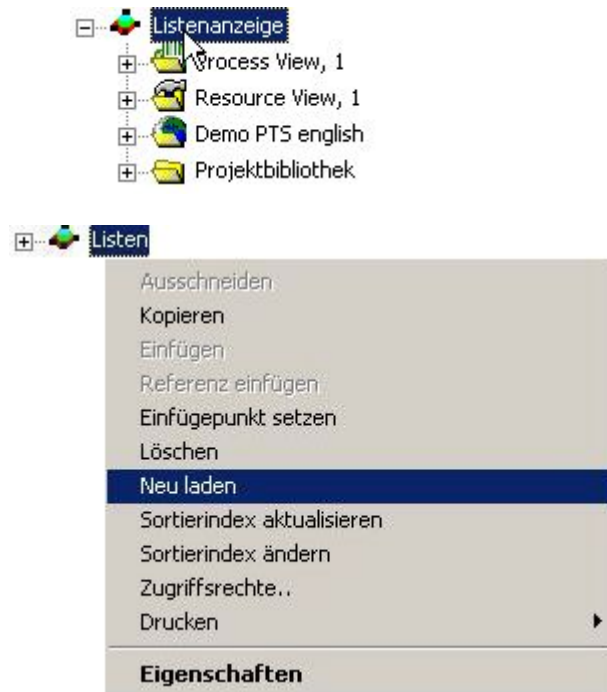 Listenanzeige
Process View, 1
Resource View, 1
Demo PTS english
Projektbibliothek
Listen
Ausschneiden
Kopieren
Einfügen
Referenz einfügen
Einfügepunkt setzen
Löschen
Neu laden
Sortierindex aktualisieren
Sortierindex ändern
Zugriffsrechte..
Drucken
Eigenschaften